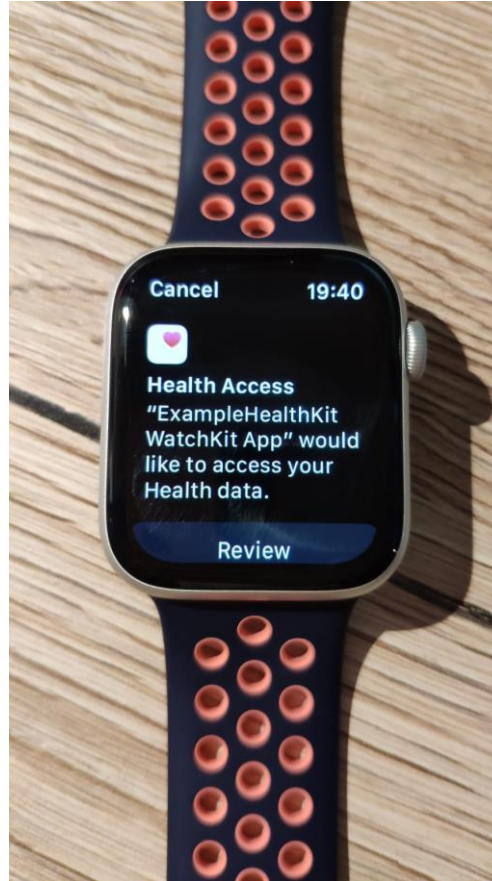 Cancel 19:40
Health Access
"ExampleHealthKit
WatchKit App" would
like to access your
Health data.
Review